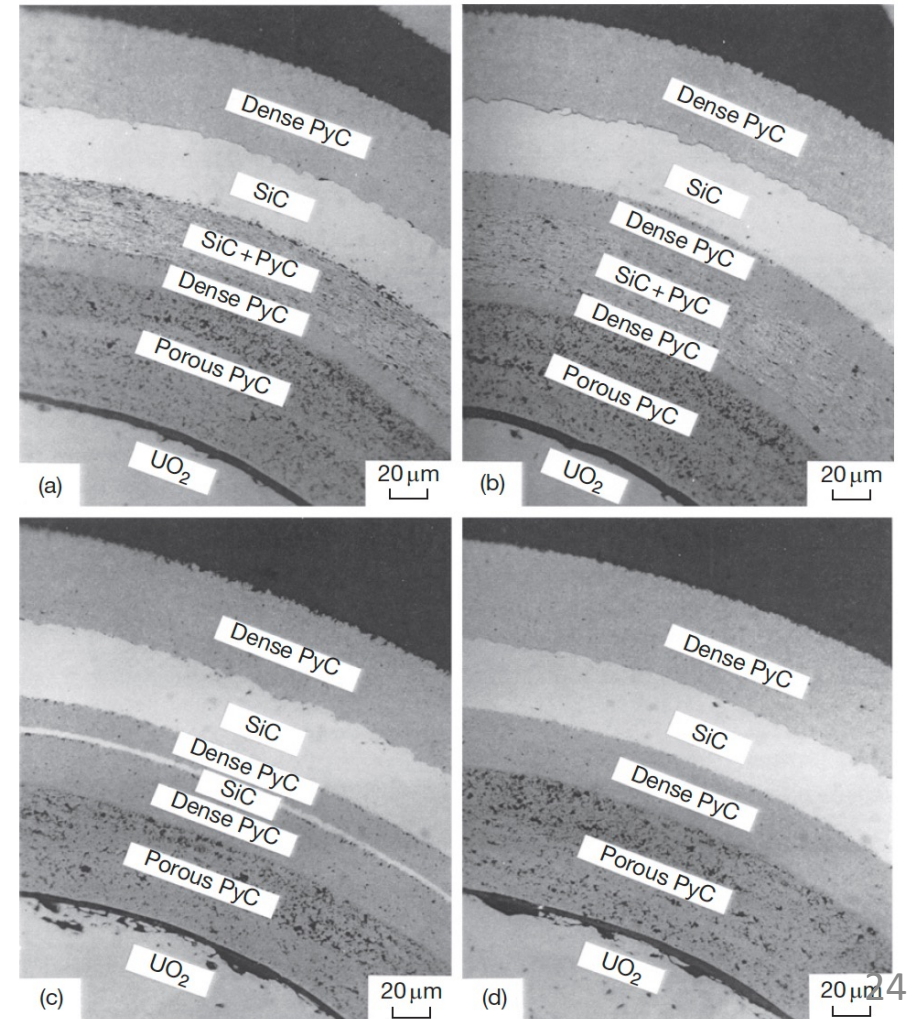 Dense PyC
SiC
SiC + PyC
Dense PyC
Porous PyC
UO₂
(a)
20 μm
Dense PyC
SiC
Dense PyC
SiC + PyC
Dense PyC
Porous PyC
UO₂
(b)
20 μm
Dense PyC
SiC
Dense PyC
SiC
Dense PyC
Porous PyC
UO₂
(c)
20 μm
Dense PyC
SiC
Dense PyC
Porous PyC
UO₂
(d)
20 μm
24